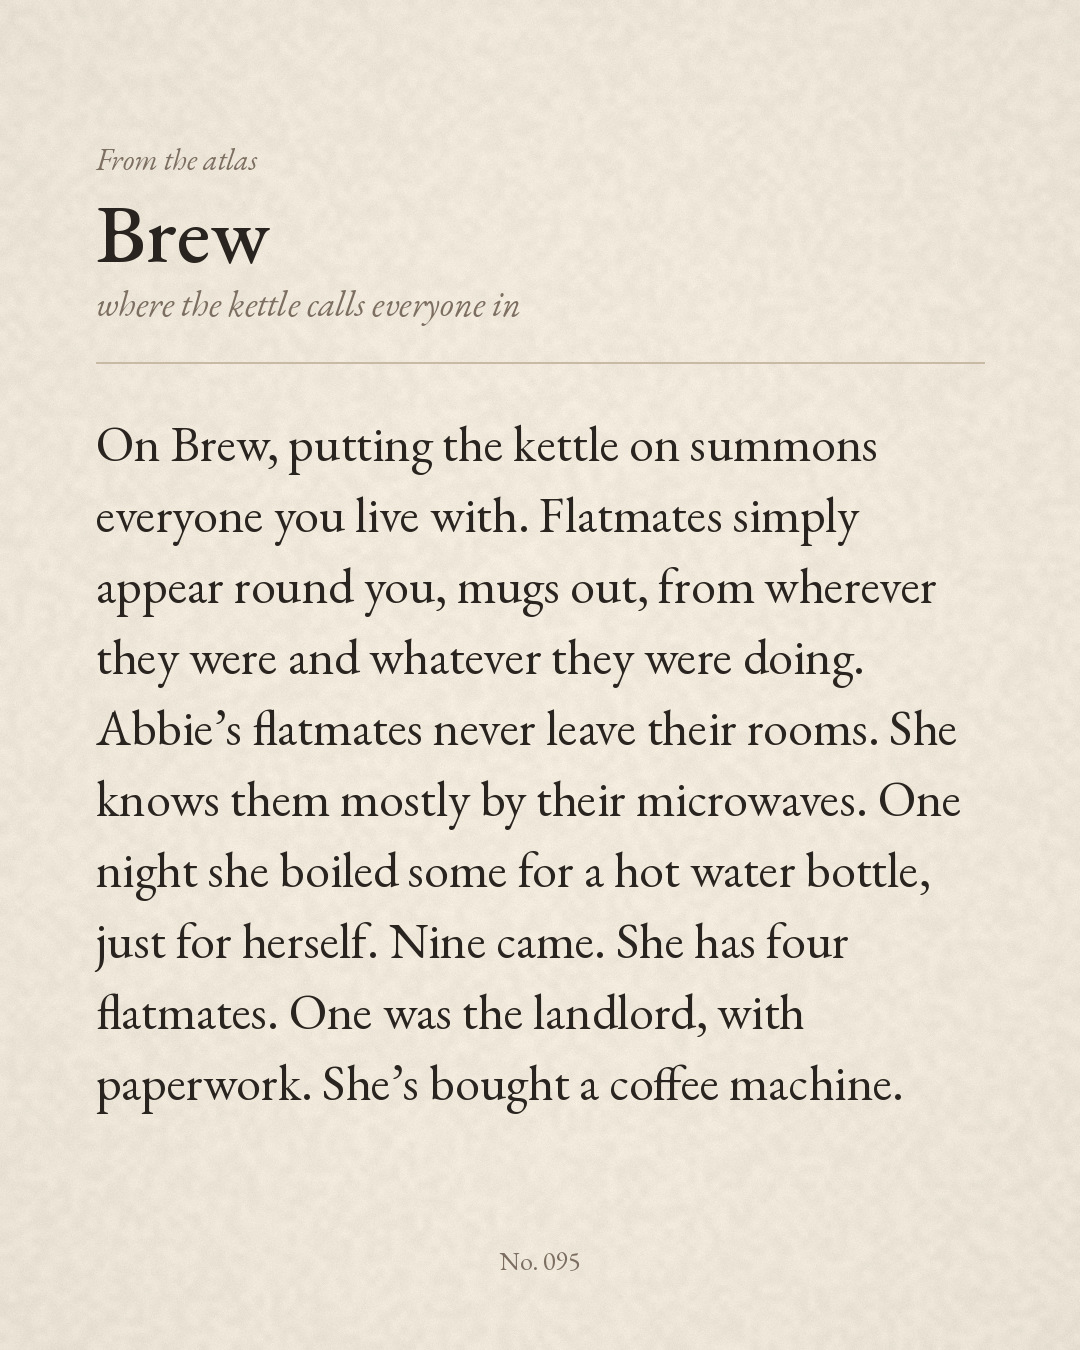 From the atlas
Brew
where the kettle calls everyone in
On Brew, putting the kettle on summons
everyone you live with. Flatmates simply
appear round you, mugs out, from wherever
they were and whatever they were doing.
Abbie’s flatmates never leave their rooms. She
knows them mostly by their microwaves. One
night she boiled some for a hot water bottle,
just for herself. Nine came. She has four
flatmates. One was the landlord, with
paperwork. She’s bought a coffee machine.
No. 095